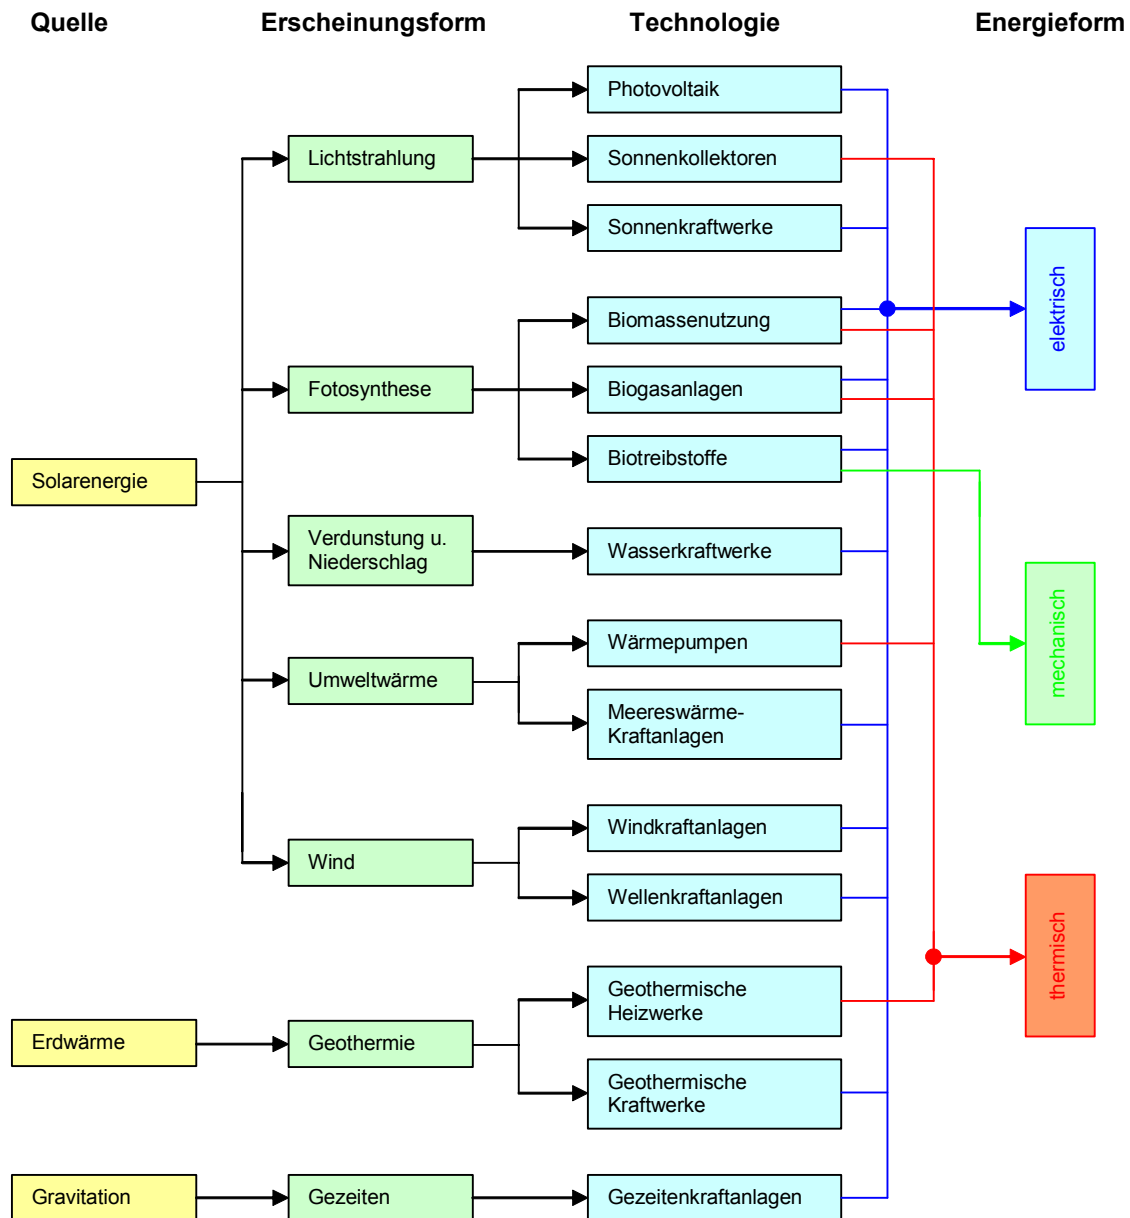 Quelle
Erscheinungsform
Technologie
Energieform
Photovoltaik
Lichtstrahlung
Sonnenkollektoren
Sonnenkraftwerke
elektrisch
Biomassenutzung
Fotosynthese
Biogasanlagen
Biotreibstoffe
Solarenergie
Verdunstung u.
Niederschlag
Wasserkraftwerke
mechanisch
Wärmepumpen
Umweltwärme
Meereswärme-
Kraftanlagen
Windkraftanlagen
Wind
Wellenkraftanlagen
thermisch
Geothermische
Heizwerke
Erdwärme
Geothermie
Geothermische
Kraftwerke
Gravitation
Gezeiten
Gezeitenkraftanlagen